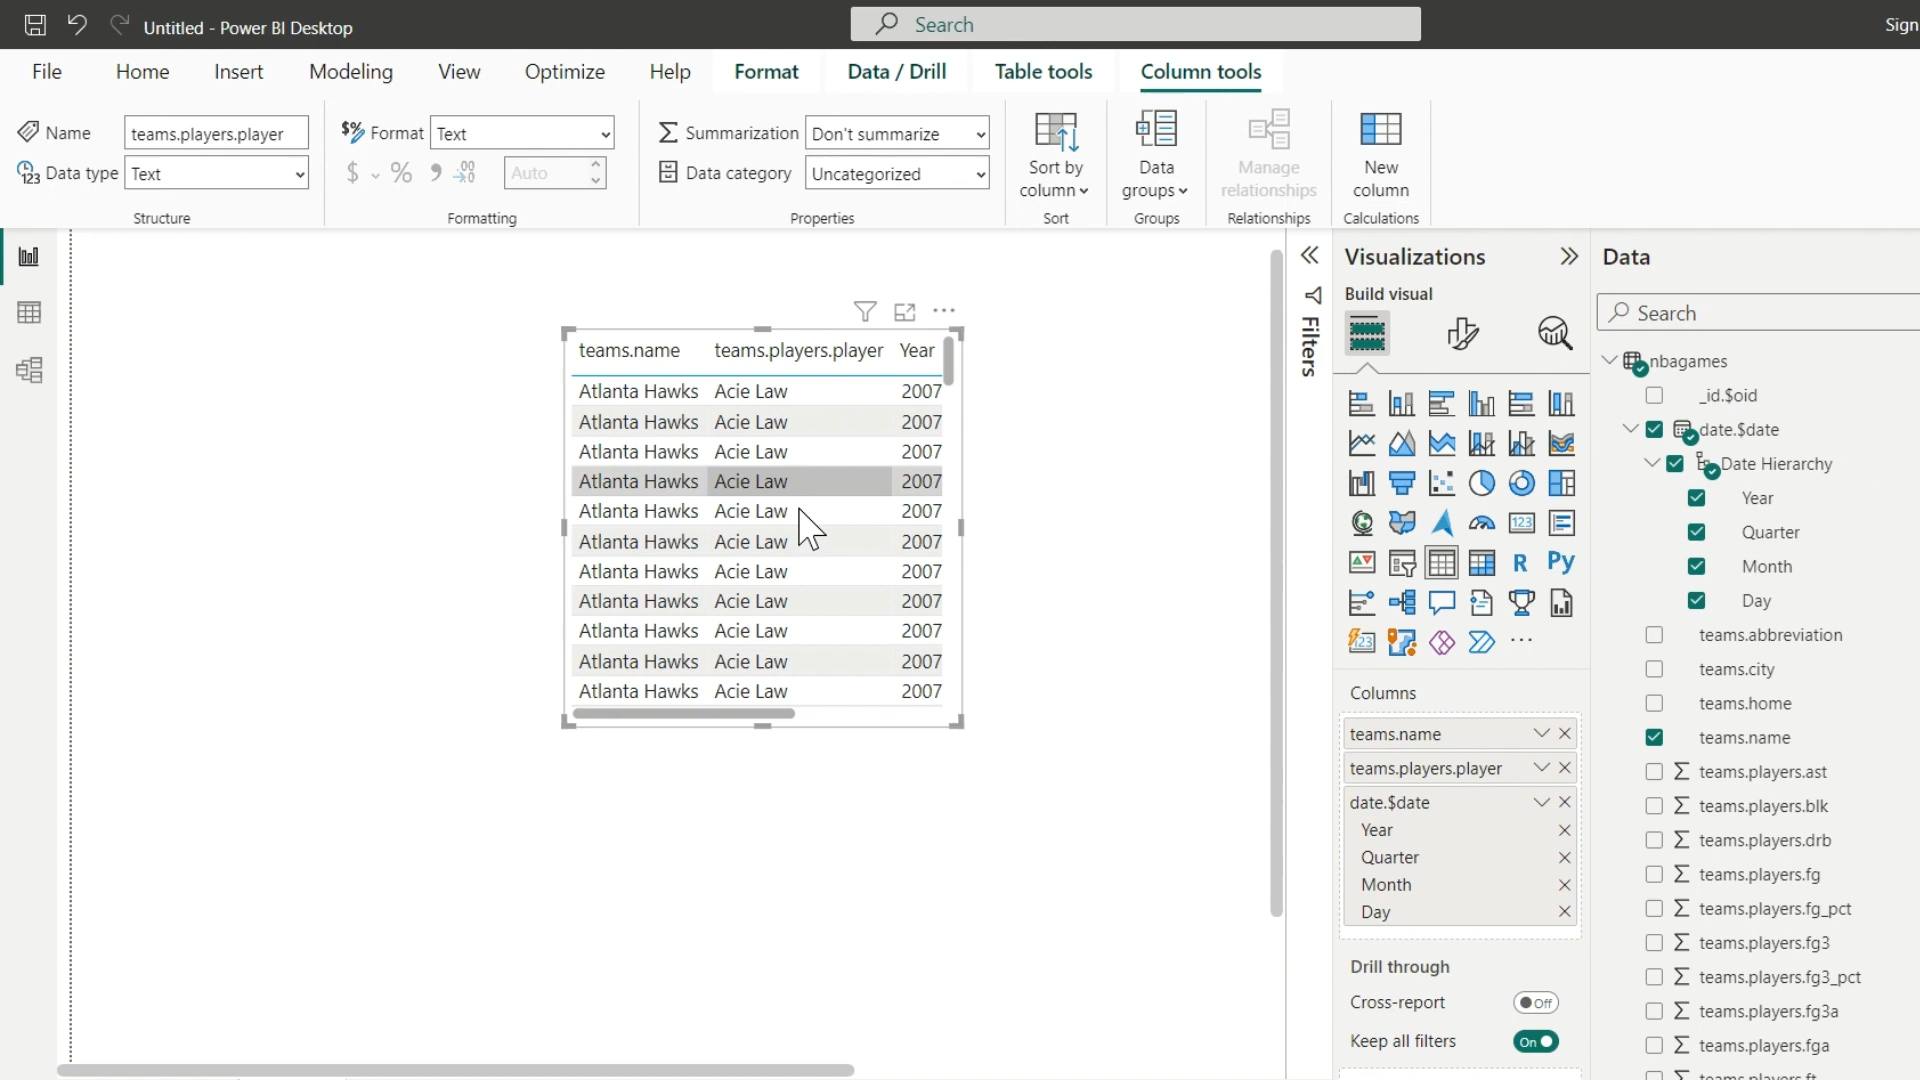 Untitled - Power BI Desktop
Search
Sign
File
Home
Insert
Modeling
View
Optimize
Help
Format
Data / Drill
Table tools
Column tools
Name
teams.players.player
Data type
Text
Structure
Format
Text
$ % 9 .00
Auto
Formatting
Summarization
Don't summarize
Data category
Uncategorized
Properties
Sort by
column
Sort
Data
groups
Groups
Manage
relationships
Relationships
New
column
Calculations
teams.name teams.players.player Year
Atlanta Hawks Acie Law 2007
Atlanta Hawks Acie Law 2007
Atlanta Hawks Acie Law 2007
Atlanta Hawks Acie Law 2007
Atlanta Hawks Acie Law 2007
Atlanta Hawks Acie Law 2007
Atlanta Hawks Acie Law 2007
Atlanta Hawks Acie Law 2007
Atlanta Hawks Acie Law 2007
Atlanta Hawks Acie Law 2007
Atlanta Hawks Acie Law 2007
Filters
Visualizations
Build visual
123
R
Py
123
Columns
teams.name
teams.players.player
date.$date
Year
Quarter
Month
Day
Drill through
Cross-report
Off
Keep all filters
On
Data
Search
nbagames
_id.$oid
date.$date
Date Hierarchy
Year
Quarter
Month
Day
teams.abbreviation
teams.city
teams.home
teams.name
teams.players.ast
teams.players.blk
teams.players.drb
teams.players.fg
teams.players.fg_pct
teams.players.fg3
teams.players.fg3_pct
teams.players.fg3a
teams.players.fga
teams.players.ft